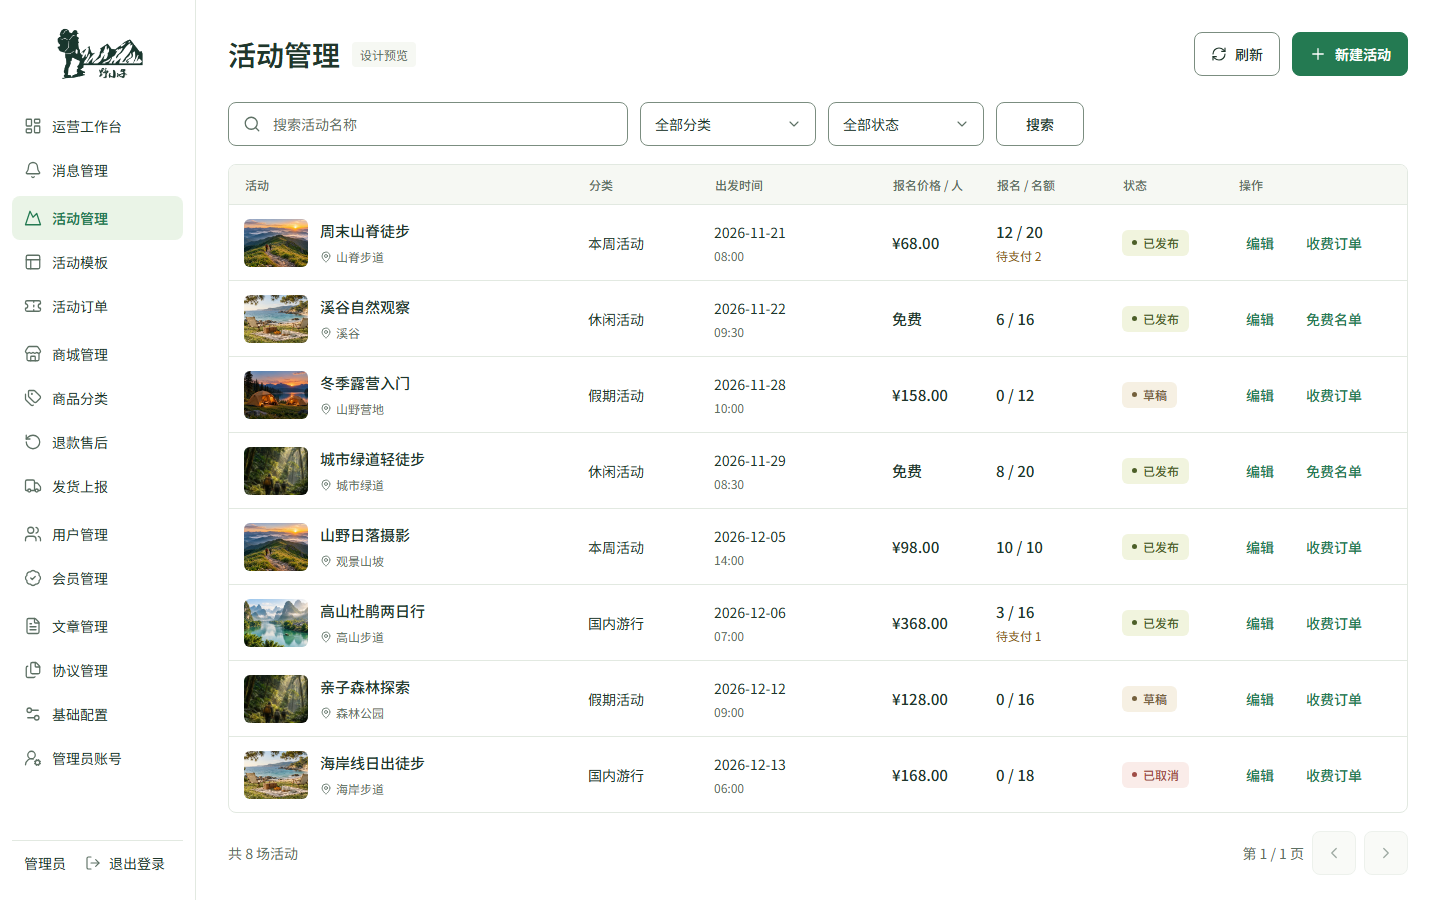 野小子
运营工作台
消息管理
活动管理
活动模板
活动订单
商城管理
商品分类
退款售后
发货上报
用户管理
会员管理
文章管理
协议管理
基础配置
管理员账号
管理员 退出登录
活动管理 设计预览
刷新 新建活动
搜索活动名称 全部分类 全部状态 搜索
活动 分类 出发时间 报名价格 / 人 报名 / 名额 状态 操作
周末山脊徒步
山脊步道
本周活动
2026-11-21
08:00
¥68.00
12 / 20
待支付 2
已发布
编辑 收费订单
溪谷自然观察
溪谷
休闲活动
2026-11-22
09:30
免费
6 / 16
已发布
编辑 免费名单
冬季露营入门
山野营地
假期活动
2026-11-28
10:00
¥158.00
0 / 12
草稿
编辑 收费订单
城市绿道轻徒步
城市绿道
休闲活动
2026-11-29
08:30
免费
8 / 20
已发布
编辑 免费名单
山野日落摄影
观景山坡
本周活动
2026-12-05
14:00
¥98.00
10 / 10
已发布
编辑 收费订单
高山杜鹃两日行
高山步道
国内游行
2026-12-06
07:00
¥368.00
3 / 16
待支付 1
已发布
编辑 收费订单
亲子森林探索
森林公园
假期活动
2026-12-12
09:00
¥128.00
0 / 16
草稿
编辑 收费订单
海岸线日出徒步
海岸步道
国内游行
2026-12-13
06:00
¥168.00
0 / 18
已取消
编辑 收费订单
共 8 场活动
第 1 / 1 页